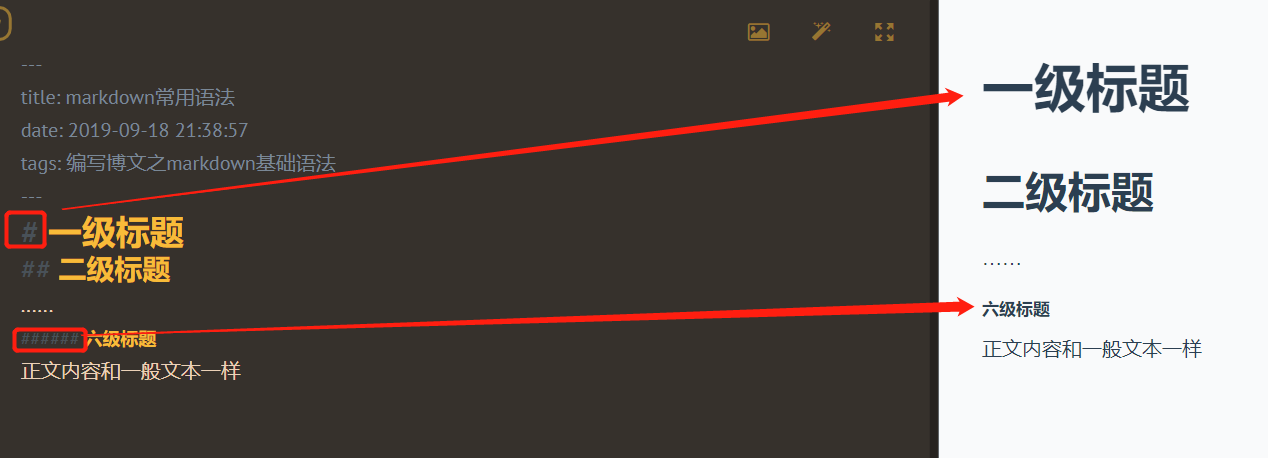 ---
title: markdown常用语法
date: 2019-09-18 21:38:57
tags: 编写博文之markdown基础语法
---
# 一级标题
## 二级标题
......
###### 六级标题
正文内容和一般文本一样
一级标题
二级标题
......
六级标题
正文内容和一般文本一样